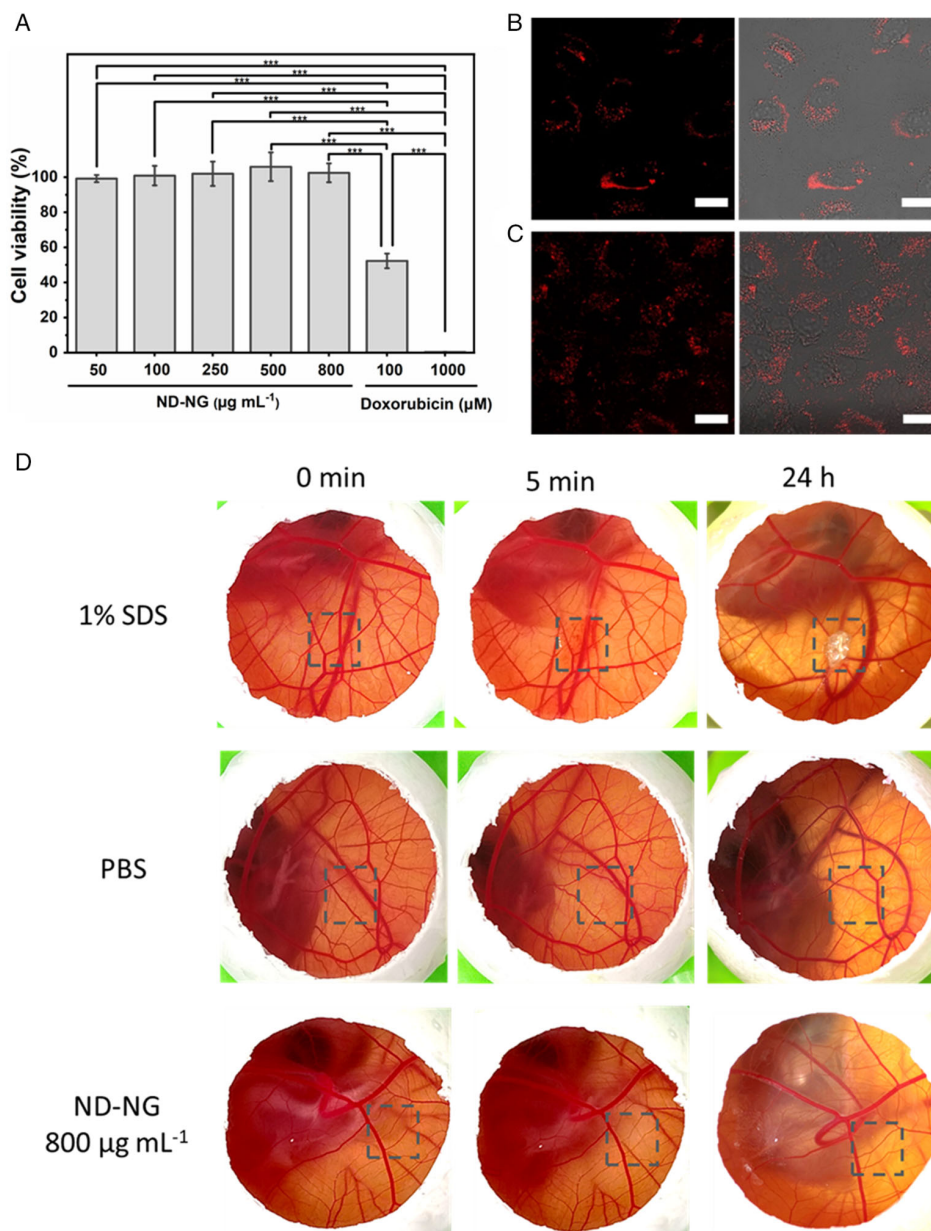 A
***
***
***
***
***
***
***
***
***
***
***
Cell viability (%)
100
80
60
40
20
0
50 100 250 500 800 100 1000
ND-NG (µg mL⁻¹) Doxorubicin (µM)
B
C
D
0 min 5 min 24 h
1% SDS
PBS
ND-NG
800 µg mL⁻¹